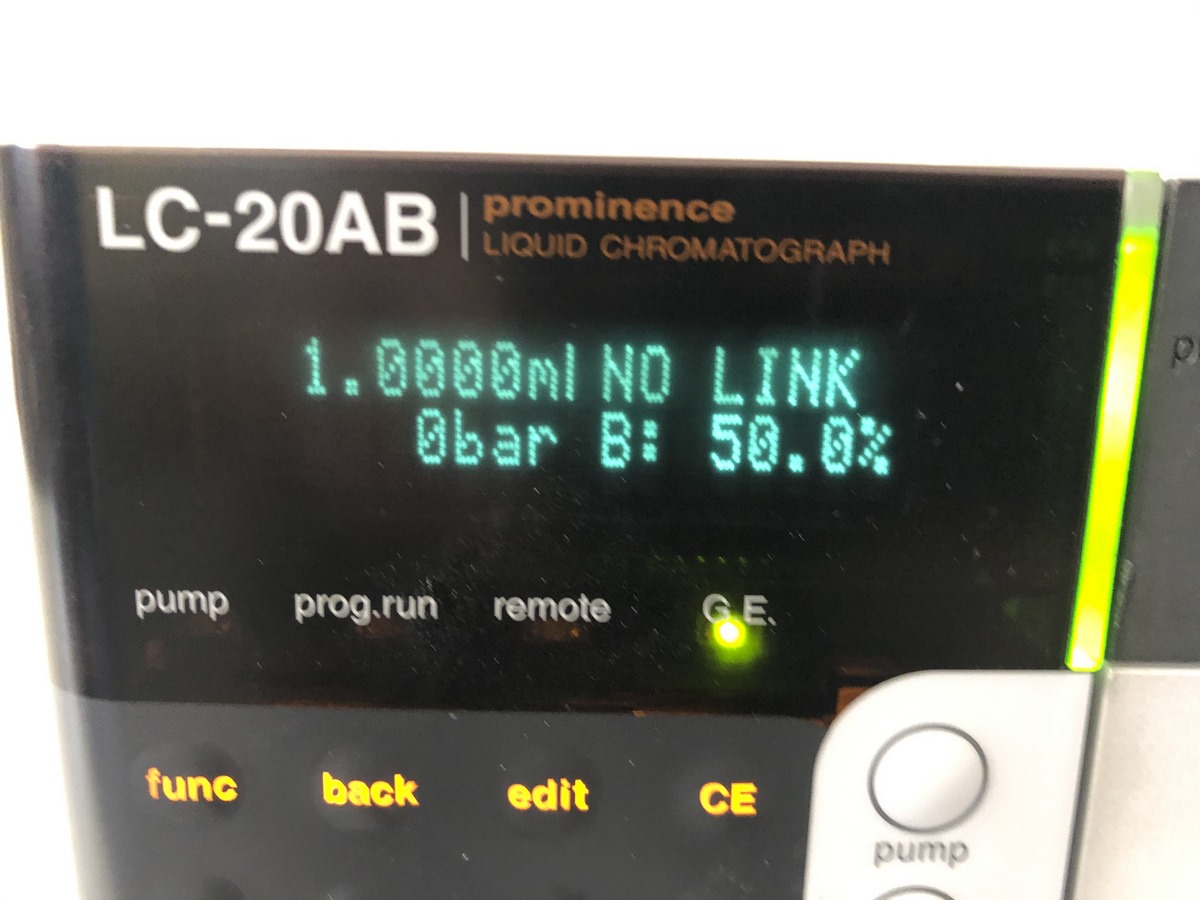 LC-20AB
prominence
LIQUID CHROMATOGRAPH
1.0000ml NO LINK
0bar B: 50.0%
pump prog.run remote G.E.
func back edit CE
pump